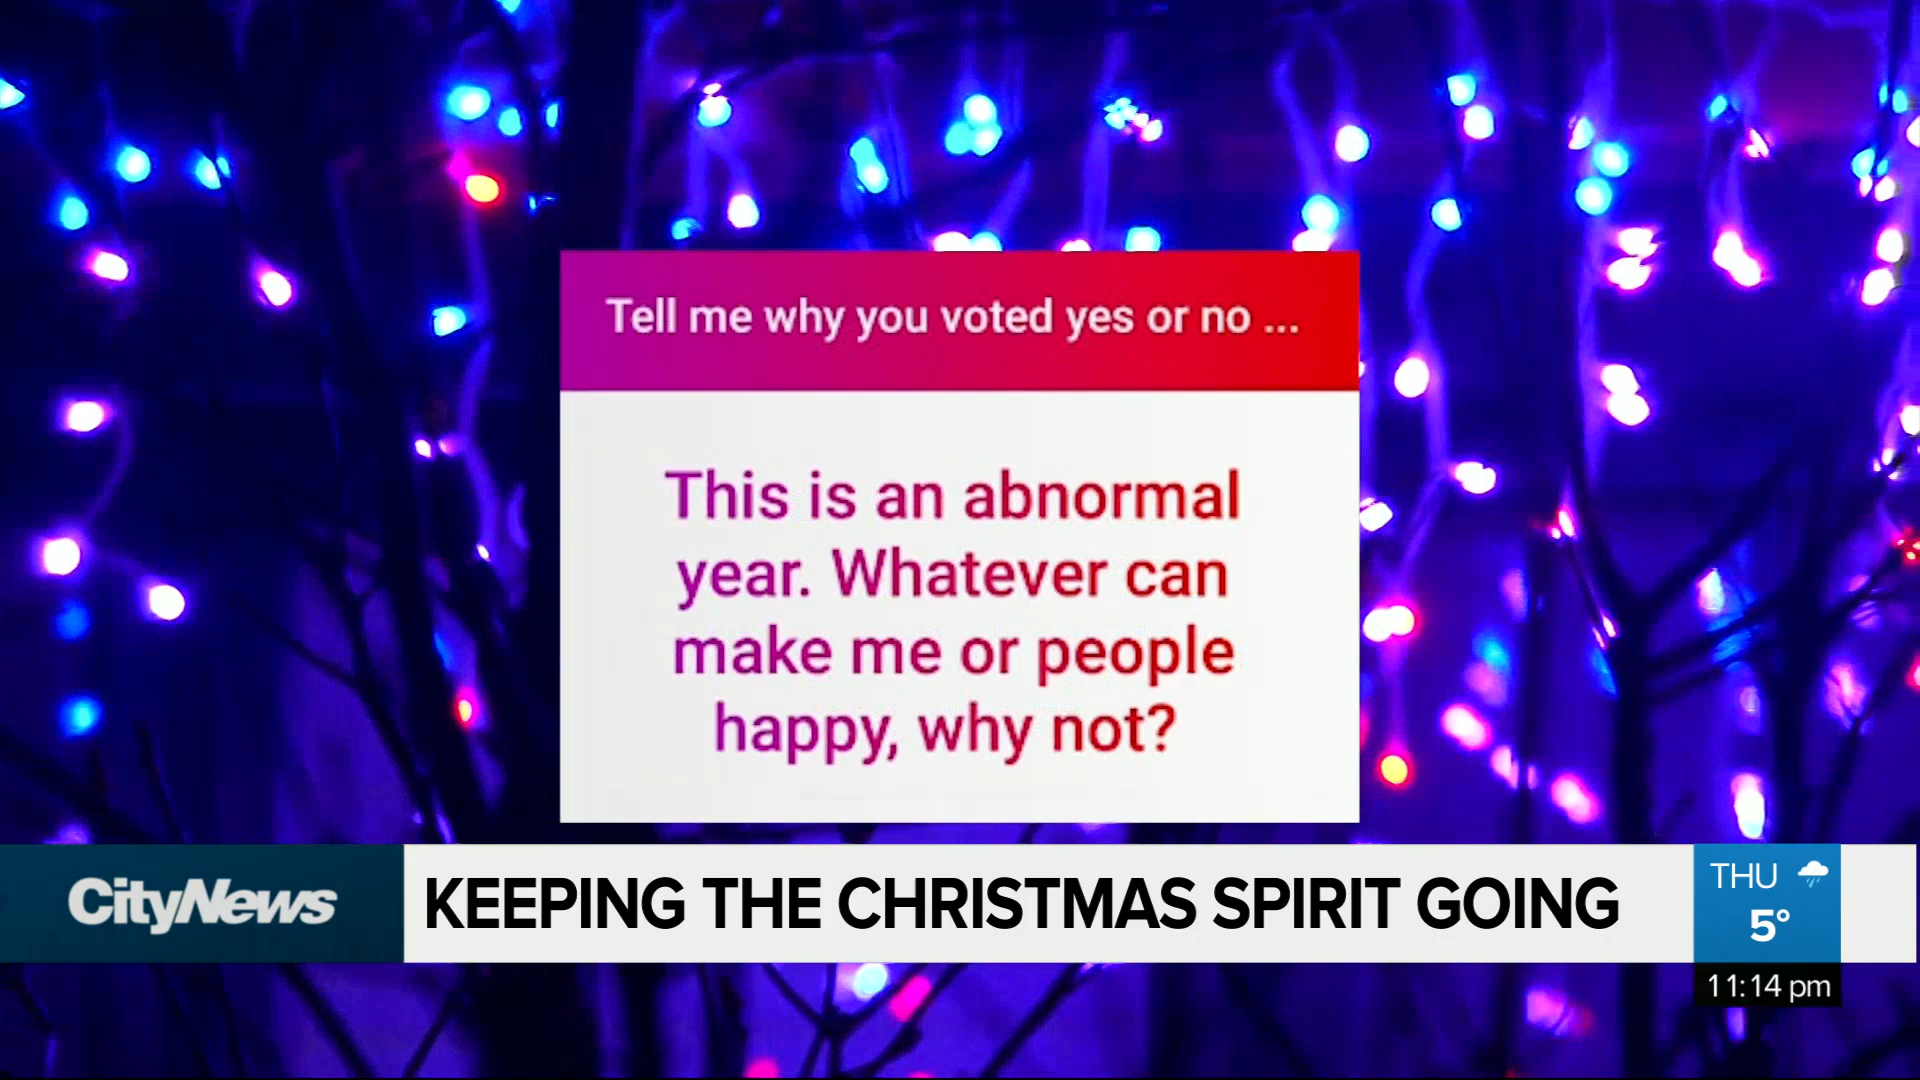 Tell me why you voted yes or no ...
This is an abnormal
year. Whatever can
make me or people
happy, why not?
CityNews
KEEPING THE CHRISTMAS SPIRIT GOING
THU
5°
11:14 pm